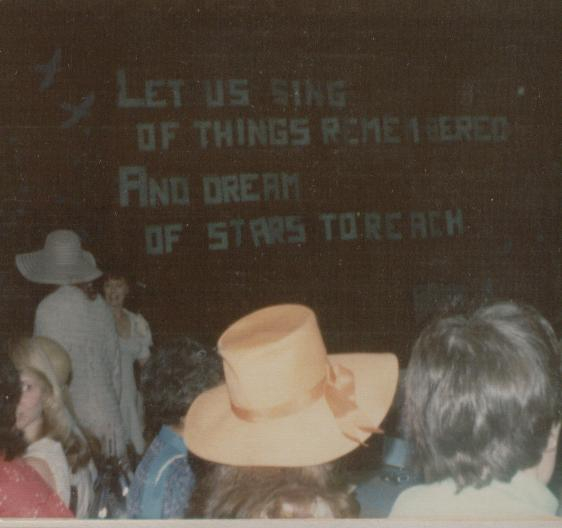 LET US SING
OF THINGS REMEMBERED
AND DREAM
OF STARS TO REACH